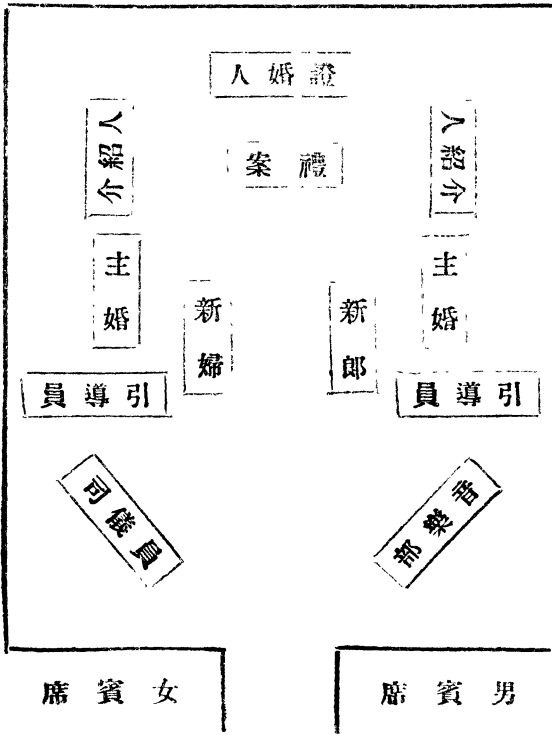 證婚人
禮案
介紹人
介紹人
主婚
主婚
新郎
新婦
引導員
引導員
音樂部
司儀員
男賓席
女賓席